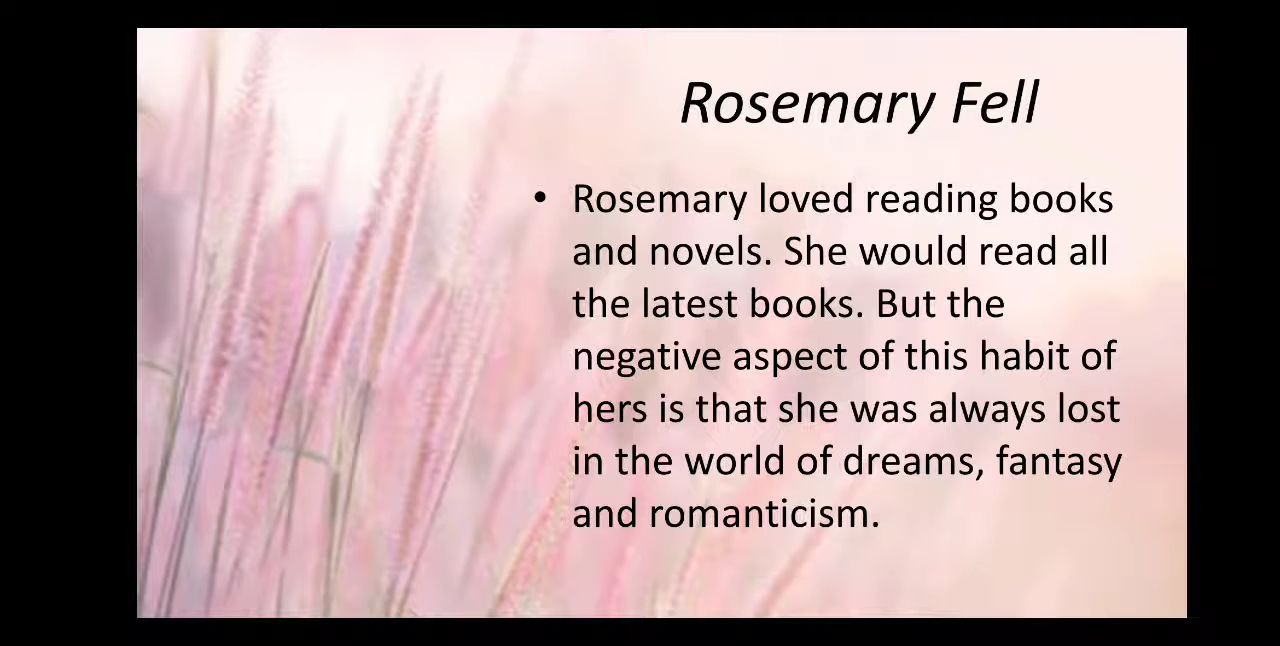 Rosemary Fell
• Rosemary loved reading books
and novels. She would read all
the latest books. But the
negative aspect of this habit of
hers is that she was always lost
in the world of dreams, fantasy
and romanticism.